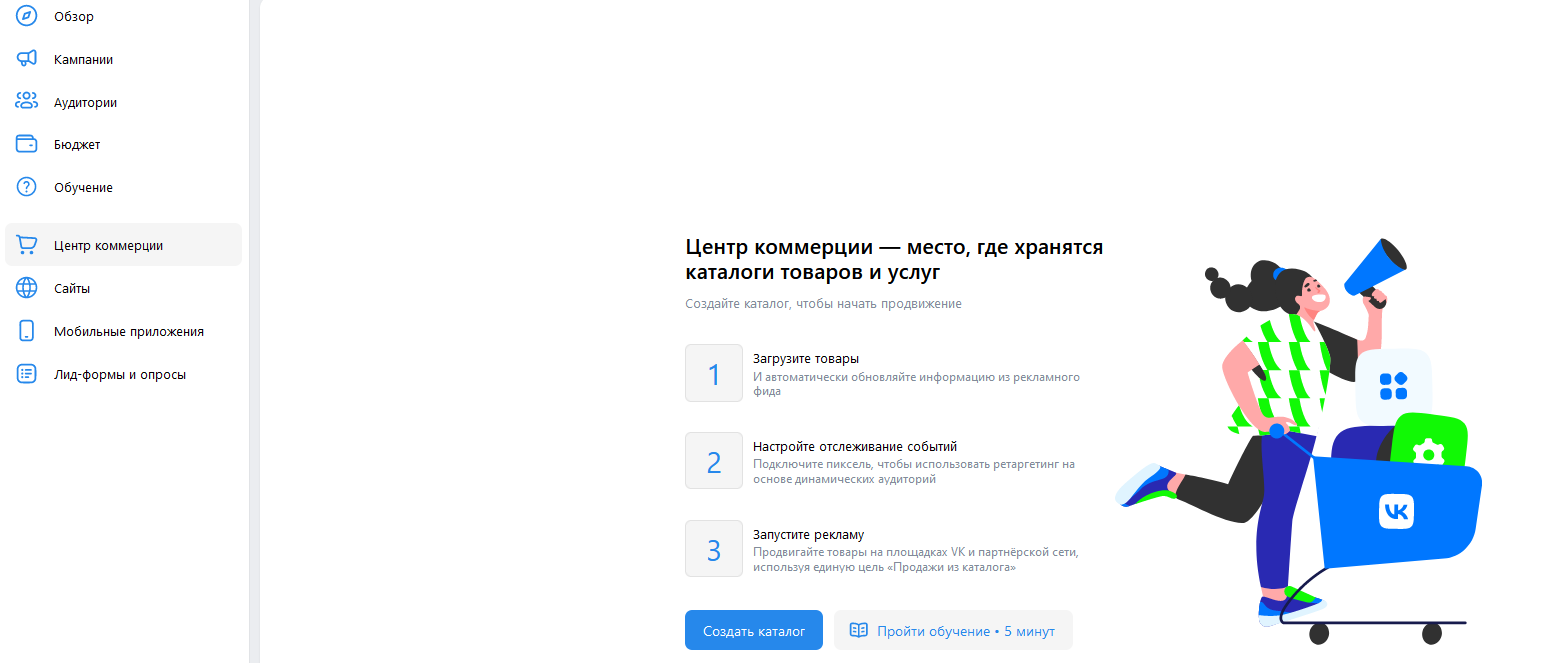 Обзор
Кампании
Аудитории
Бюджет
Обучение
Центр коммерции
Сайты
Мобильные приложения
Лид-формы и опросы
Центр коммерции — место, где хранятся
каталоги товаров и услуг
Создайте каталог, чтобы начать продвижение
1
Загрузите товары
И автоматически обновляйте информацию из рекламного
фида
2
Настройте отслеживание событий
Подключите пиксель, чтобы использовать ретаргетинг на
основе динамических аудиторий
3
Запустите рекламу
Продвигайте товары на площадках VK и партнёрской сети,
используя единую цель «Продажи из каталога»
Создать каталог
Пройти обучение • 5 минут
VK